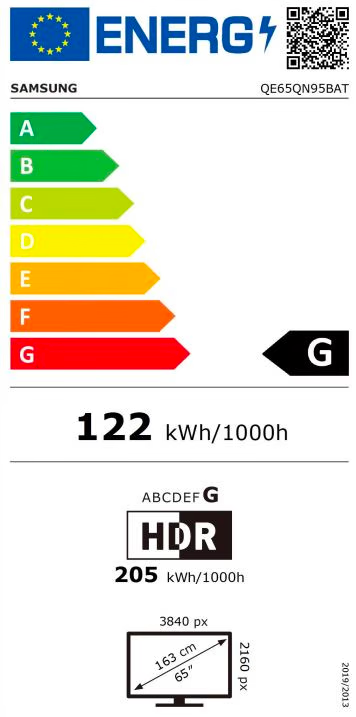 ENERG
SAMSUNG QE65QN95BAT
A
B
C
D
E
F
G
G
122 kWh/1000h
ABCDEFG
HDR
205 kWh/1000h
3840 px
163 cm
65"
2160 px
2019/2013